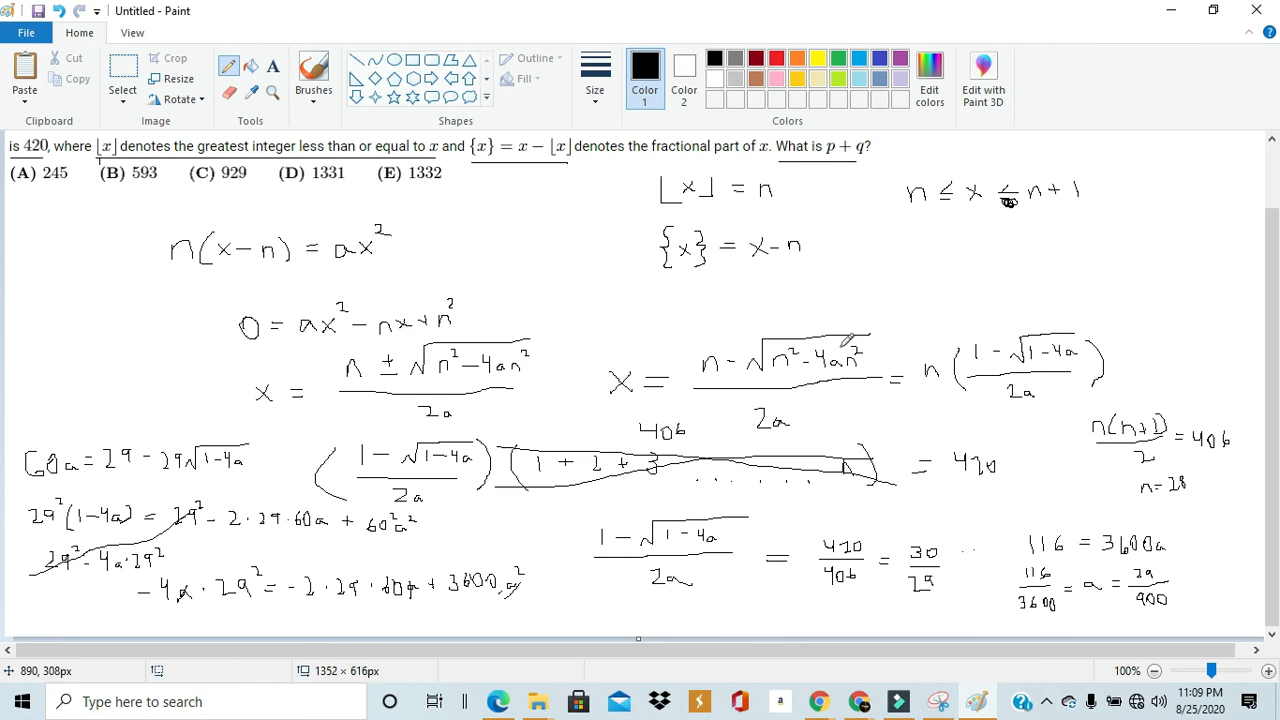 Untitled - Paint
File Home View
Paste
Cut
Copy
Clipboard
Select
Crop
Resize
Rotate
Image
Tools
Brushes
Outline
Fill
Shapes
Size
Color 1
Color 2
Edit colors
Edit with Paint 3D
Colors
is 420, where ⌊x⌋ denotes the greatest integer less than or equal to x and {x} = x − ⌊x⌋ denotes the fractional part of x. What is p + q?
(A) 245 (B) 593 (C) 929 (D) 1331 (E) 1332
⌊x⌋ = n
n ≤ x ≤ n + 1
n(x − n) = ax²
{x} = x − n
0 = ax² − nx + n²
x = (n ± √(n² − 4an²)) / 2a
x = (n − √(n² − 4an²)) / 2a = n((1 − √(1 − 4a)) / 2a)
n(n+1)/2 = 406
n = 28
406
60a = 29 − 29√(1−4a)
((1 − √(1−4a)) / 2a)(1 + 2 + 3 ....... n) = 420
29²(1−4a) = 29² − 2·29·60a + 60²a²
29² − 4a·29²
−4a·29² = −2·29·60a + 3600a²
(1 − √(1−4a)) / 2a = 420/406 = 30/29 ..
116 = 3600a
116/3600 = a = 29/900
890, 308px
1352 × 616px
100%
Type here to search
a
11:09 PM
8/25/2020